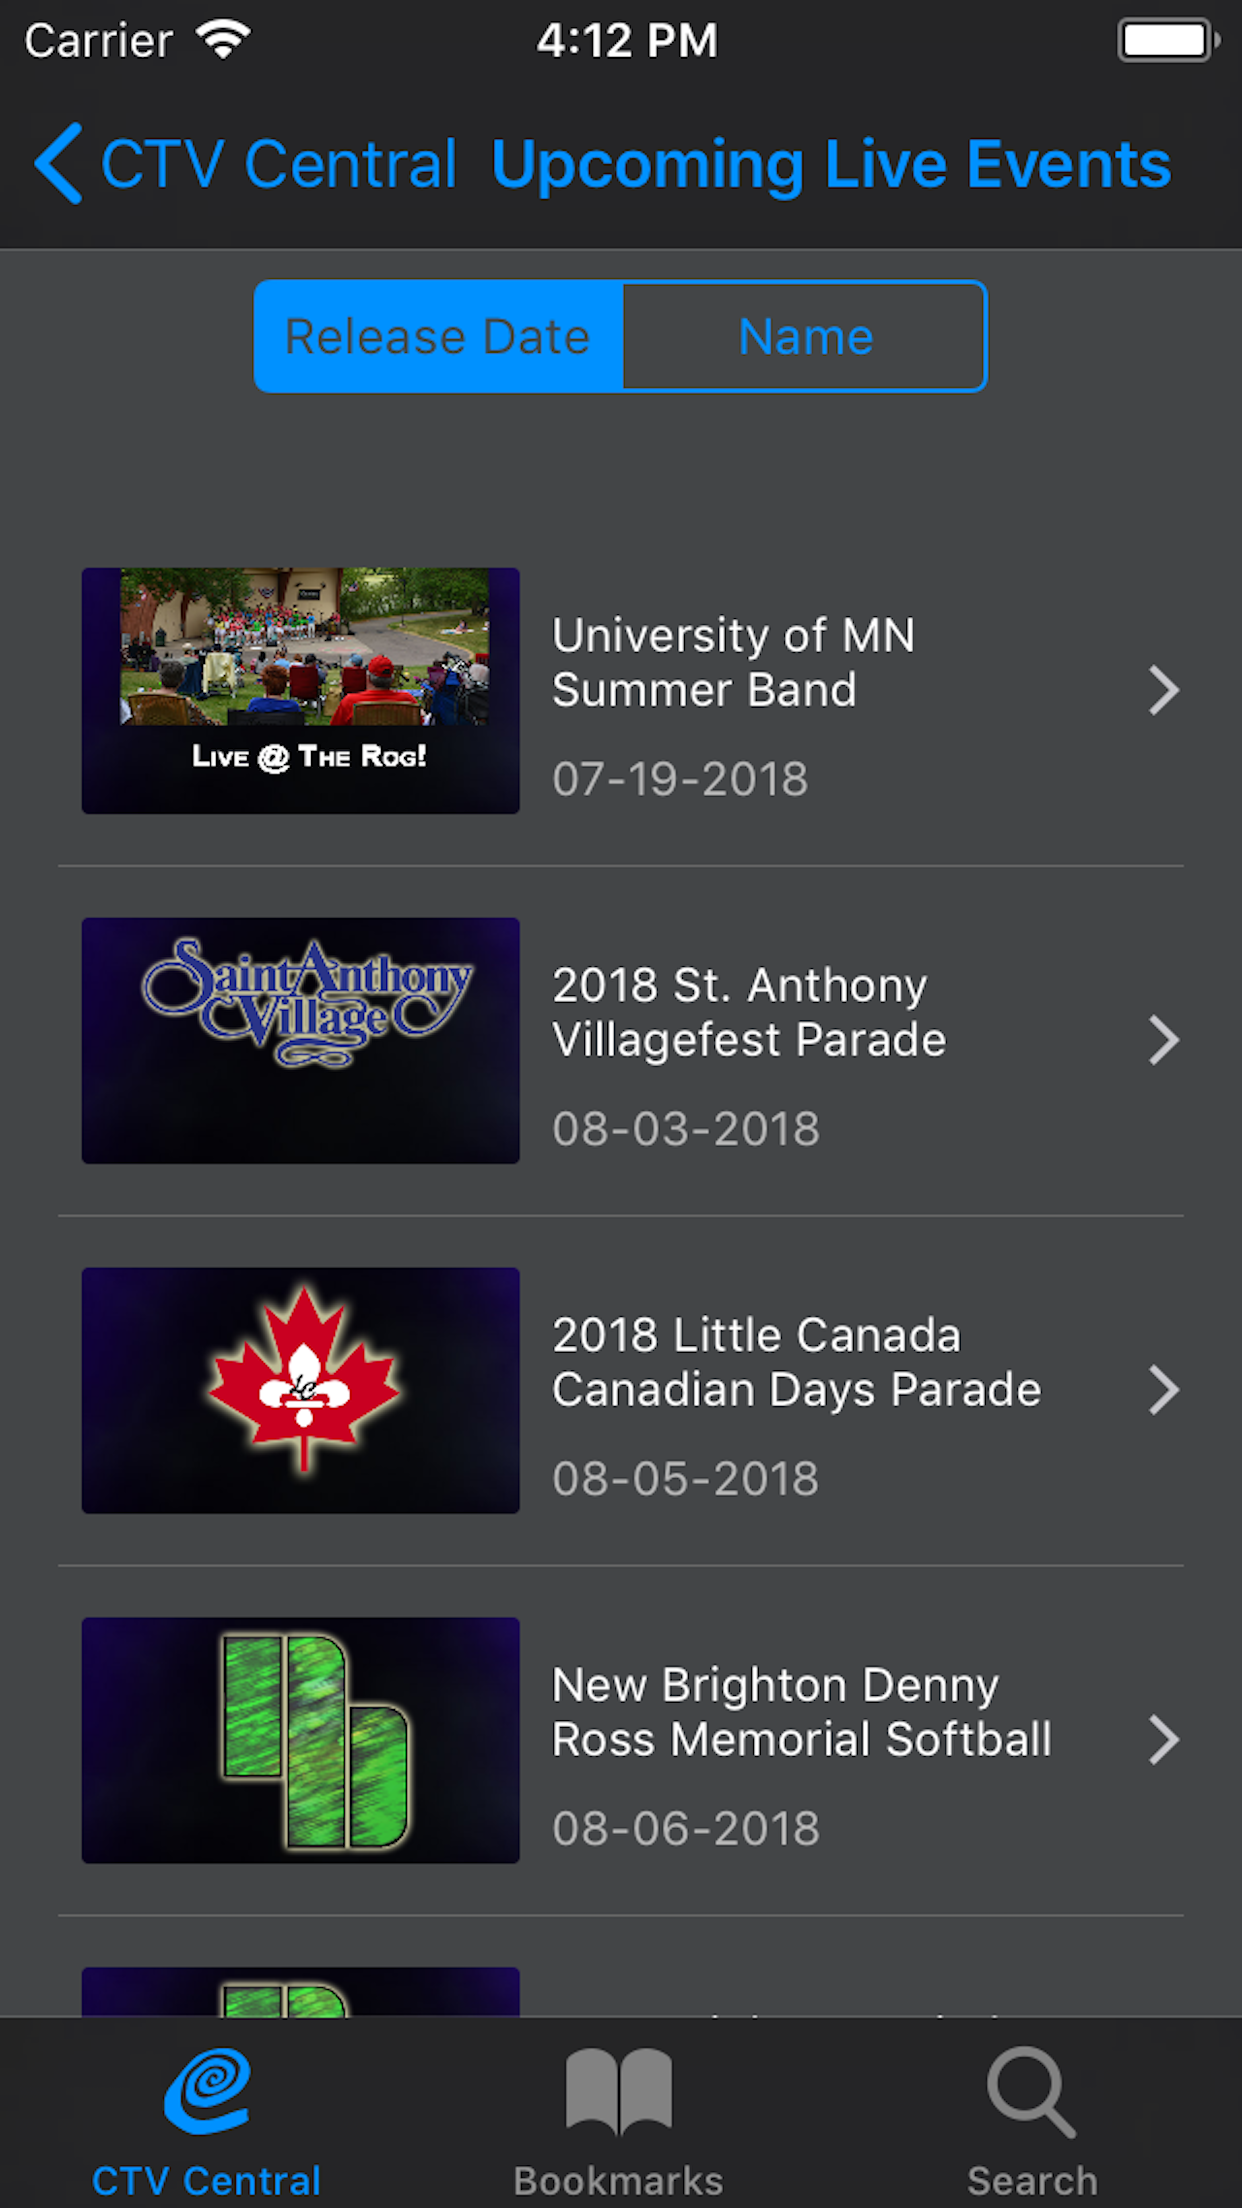 Carrier 4:12 PM
CTV Central Upcoming Live Events
Release Date Name
LIVE @ THE ROG!
University of MN
Summer Band
07-19-2018
Saint Anthony
Village
2018 St. Anthony
Villagefest Parade
08-03-2018
LC
2018 Little Canada
Canadian Days Parade
08-05-2018
New Brighton Denny
Ross Memorial Softball
08-06-2018
CTV Central Bookmarks Search